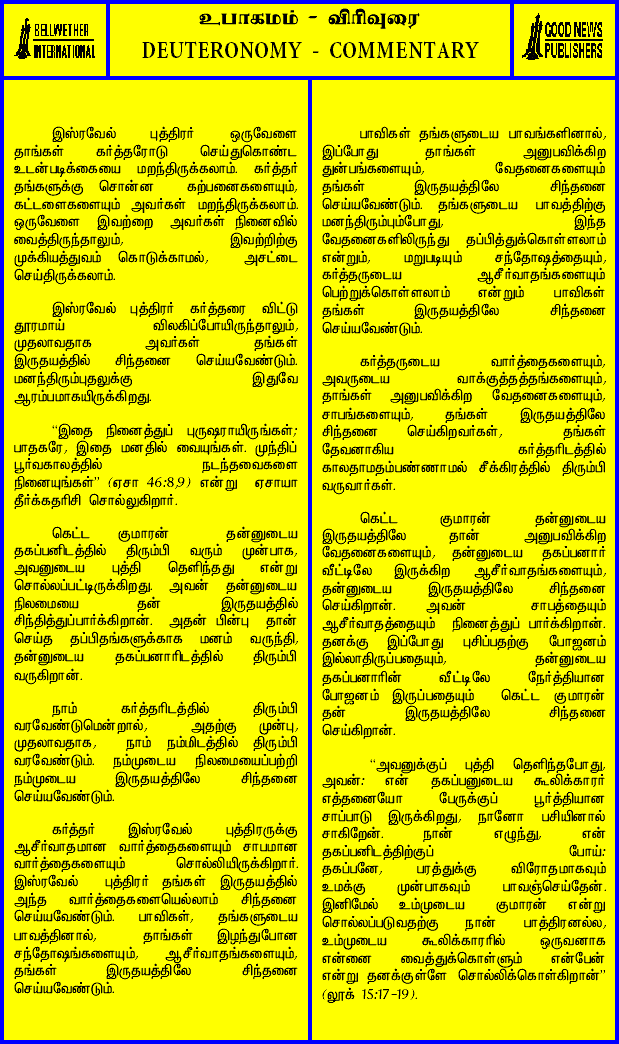 BELLWETHER
INTERNATIONAL
உபாகமம் - விரிவுரை
DEUTERONOMY - COMMENTARY
GOOD NEWS
PUBLISHERS
இஸ்ரவேல் புத்திரர் ஒருவேளை
தாங்கள் கர்த்தரோடு செய்துகொண்ட
உடன்படிக்கையை மறந்திருக்கலாம். கர்த்தர்
தங்களுக்கு சொன்ன கற்பனைகளையும்,
கட்டளைகளையும் அவர்கள் மறந்திருக்கலாம்.
ஒருவேளை இவற்றை அவர்கள் நினைவில்
வைத்திருந்தாலும், இவற்றிற்கு
முக்கியத்துவம் கொடுக்காமல், அசட்டை
செய்திருக்கலாம்.
இஸ்ரவேல் புத்திரர் கர்த்தரை விட்டு
தூரமாய் விலகிப்போயிருந்தாலும்,
முதலாவதாக அவர்கள் தங்கள்
இருதயத்தில் சிந்தனை செய்யவேண்டும்.
மனந்திரும்புதலுக்கு இதுவே
ஆரம்பமாகயிருக்கிறது.
“இதை நினைத்துப் புருஷராயிருங்கள்;
பாதகரே, இதை மனதில் வையுங்கள். முந்திப்
பூர்வகாலத்தில் நடந்தவைகளை
நினையுங்கள்” (ஏசா 46:8,9) என்று ஏசாயா
தீர்க்கதரிசி சொல்லுகிறார்.
கெட்ட குமாரன் தன்னுடைய
தகப்பனிடத்தில் திரும்பி வரும் முன்பாக,
அவனுடைய புத்தி தெளிந்தது என்று
சொல்லப்பட்டிருக்கிறது. அவன் தன்னுடைய
நிலமையை தன் இருதயத்தில்
சிந்தித்துப்பார்க்கிறான். அதன் பின்பு தான்
செய்த தப்பிதங்களுக்காக மனம் வருந்தி,
தன்னுடைய தகப்பனாரிடத்தில் திரும்பி
வருகிறான்.
நாம் கர்த்தரிடத்தில் திரும்பி
வரவேண்டுமென்றால், அதற்கு முன்பு,
முதலாவதாக, நாம் நம்மிடத்தில் திரும்பி
வரவேண்டும். நம்முடைய நிலமையைப்பற்றி
நம்முடைய இருதயத்திலே சிந்தனை
செய்யவேண்டும்.
கர்த்தர் இஸ்ரவேல் புத்திரருக்கு
ஆசீர்வாதமான வார்த்தைகளையும் சாபமான
வார்த்தைகளையும் சொல்லியிருக்கிறார்.
இஸ்ரவேல் புத்திரர் தங்கள் இருதயத்தில்
அந்த வார்த்தைகளையெல்லாம் சிந்தனை
செய்யவேண்டும். பாவிகள், தங்களுடைய
பாவத்தினால், தாங்கள் இழந்துபோன
சந்தோஷங்களையும், ஆசீர்வாதங்களையும்,
தங்கள் இருதயத்திலே சிந்தனை
செய்யவேண்டும்.
பாவிகள் தங்களுடைய பாவங்களினால்,
இப்போது தாங்கள் அனுபவிக்கிற
துன்பங்களையும், வேதனைகளையும்
தங்கள் இருதயத்திலே சிந்தனை
செய்யவேண்டும். தங்களுடைய பாவத்திற்கு
மனந்திரும்பும்போது, இந்த
வேதனைகளிலிருந்து தப்பித்துக்கொள்ளலாம்
என்றும், மறுபடியும் சந்தோஷத்தையும்,
கர்த்தருடைய ஆசீர்வாதங்களையும்
பெற்றுக்கொள்ளலாம் என்றும் பாவிகள்
தங்கள் இருதயத்திலே சிந்தனை
செய்யவேண்டும்.
கர்த்தருடைய வார்த்தைகளையும்,
அவருடைய வாக்குத்தத்தங்களையும்,
தாங்கள் அனுபவிக்கிற வேதனைகளையும்,
சாபங்களையும், தங்கள் இருதயத்திலே
சிந்தனை செய்கிறவர்கள், தங்கள்
தேவனாகிய கர்த்தரிடத்தில்
காலதாமதம்பண்ணாமல் சீக்கிரத்தில் திரும்பி
வருவார்கள்.
கெட்ட குமாரன் தன்னுடைய
இருதயத்திலே தான் அனுபவிக்கிற
வேதனைகளையும், தன்னுடைய தகப்பனார்
வீட்டிலே இருக்கிற ஆசீர்வாதங்களையும்,
தன்னுடைய இருதயத்திலே சிந்தனை
செய்கிறான். அவன் சாபத்தையும்
ஆசீர்வாதத்தையும் நினைத்துப் பார்க்கிறான்.
தனக்கு இப்போது புசிப்பதற்கு போஜனம்
இல்லாதிருப்பதையும், தன்னுடைய
தகப்பனாரின் வீட்டிலே நேர்த்தியான
போஜனம் இருப்பதையும் கெட்ட குமாரன்
தன் இருதயத்திலே சிந்தனை
செய்கிறான்.
“அவனுக்குப் புத்தி தெளிந்தபோது,
அவன்: என் தகப்பனுடைய கூலிக்காரர்
எத்தனையோ பேருக்குப் பூர்த்தியான
சாப்பாடு இருக்கிறது, நானோ பசியினால்
சாகிறேன். நான் எழுந்து, என்
தகப்பனிடத்திற்குப் போய்:
தகப்பனே, பரத்துக்கு விரோதமாகவும்
உமக்கு முன்பாகவும் பாவஞ்செய்தேன்.
இனிமேல் உம்முடைய குமாரன் என்று
சொல்லப்படுவதற்கு நான் பாத்திரனல்ல,
உம்முடைய கூலிக்காரரில் ஒருவனாக
என்னை வைத்துக்கொள்ளும் என்பேன்
என்று தனக்குள்ளே சொல்லிக்கொள்கிறான்”
(லூக் 15:17-19).